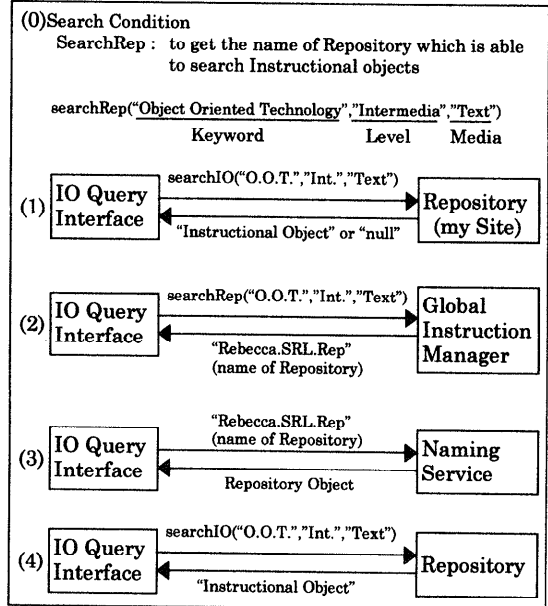 (0)Search Condition
SearchRep : to get the name of Repository which is able
to search Instructional objects
searchRep(“Object Oriented Technology”,”Intermedia”,”Text”)
Keyword Level Media
searchIO(“O.O.T.”,”Int.”,”Text”)
(1) IO Query Interface
Repository (my Site)
“Instructional Object” or “null”
searchRep(“O.O.T.”,”Int.”,”Text”)
(2) IO Query Interface
Global Instruction Manager
“Rebecca.SRL.Rep”
(name of Repository)
“Rebecca.SRL.Rep”
(name of Repository)
(3) IO Query Interface
Naming Service
Repository Object
searchIO(“O.O.T.”,”Int.”,”Text”)
(4) IO Query Interface
Repository
“Instructional Object”